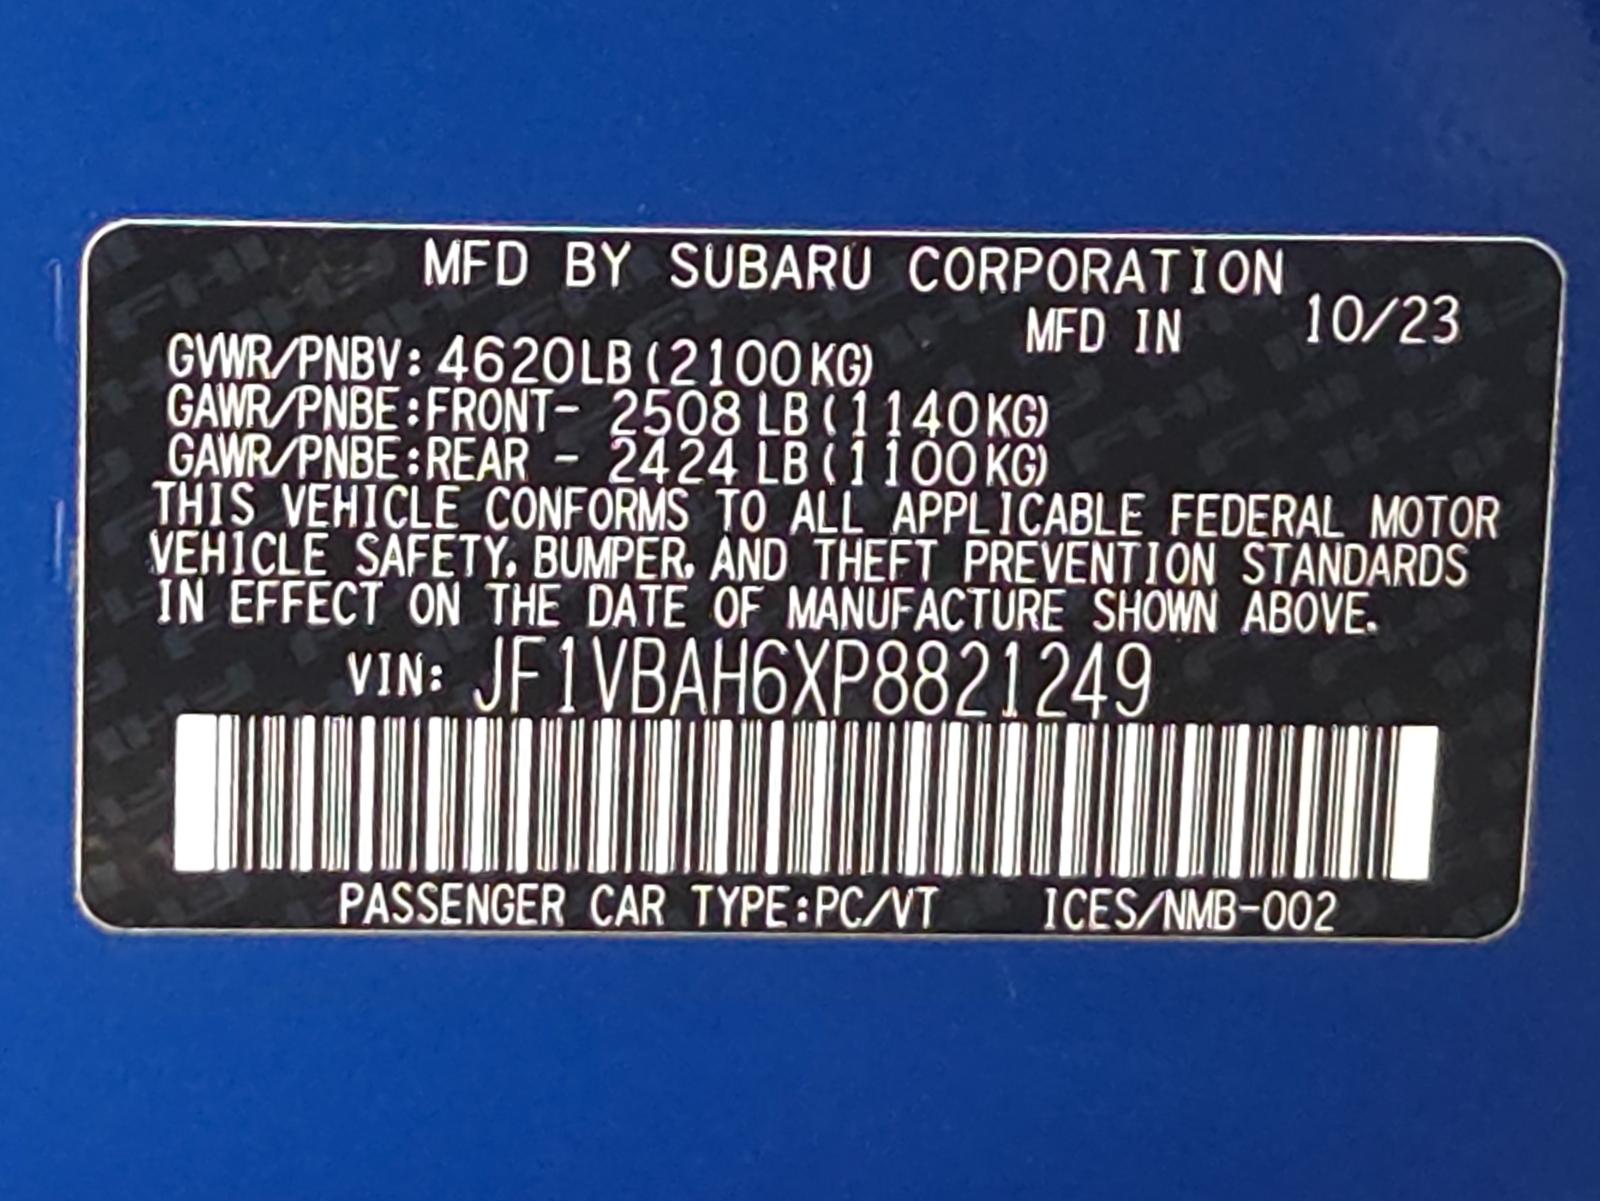 MFD BY SUBARU CORPORATION
MFD IN 10/23
GVWR/PNBV: 4620LB (2100KG)
GAWR/PNBE:FRONT- 2508 LB (1140KG)
GAWR/PNBE:REAR - 2424 LB (1100KG)
THIS VEHICLE CONFORMS TO ALL APPLICABLE FEDERAL MOTOR
VEHICLE SAFETY, BUMPER, AND THEFT PREVENTION STANDARDS
IN EFFECT ON THE DATE OF MANUFACTURE SHOWN ABOVE.
VIN: JF1VBAH6XP8821249
PASSENGER CAR TYPE:PC/VT ICES/NMB-002